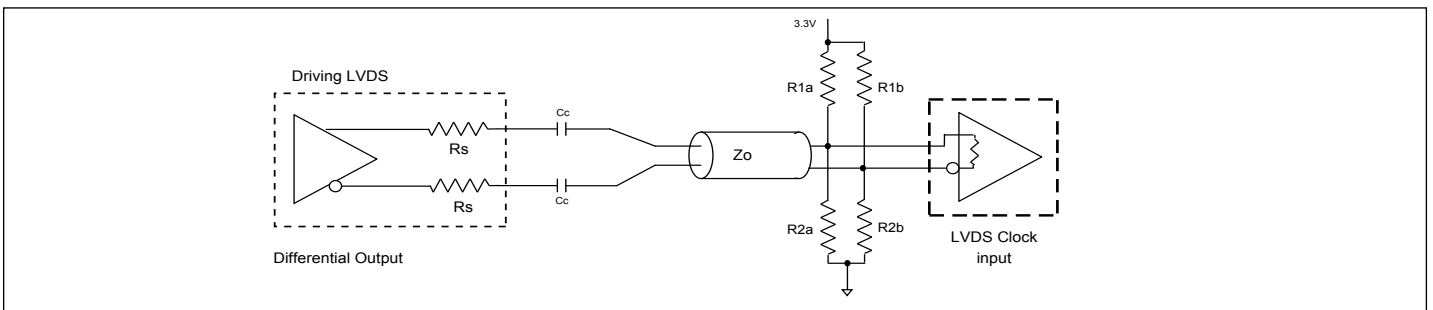 3.3V
Driving LVDS
R1a
R1b
Cc
Rs
Zo
Rs
Cc
R2a
R2b
LVDS Clock
input
Differential Output